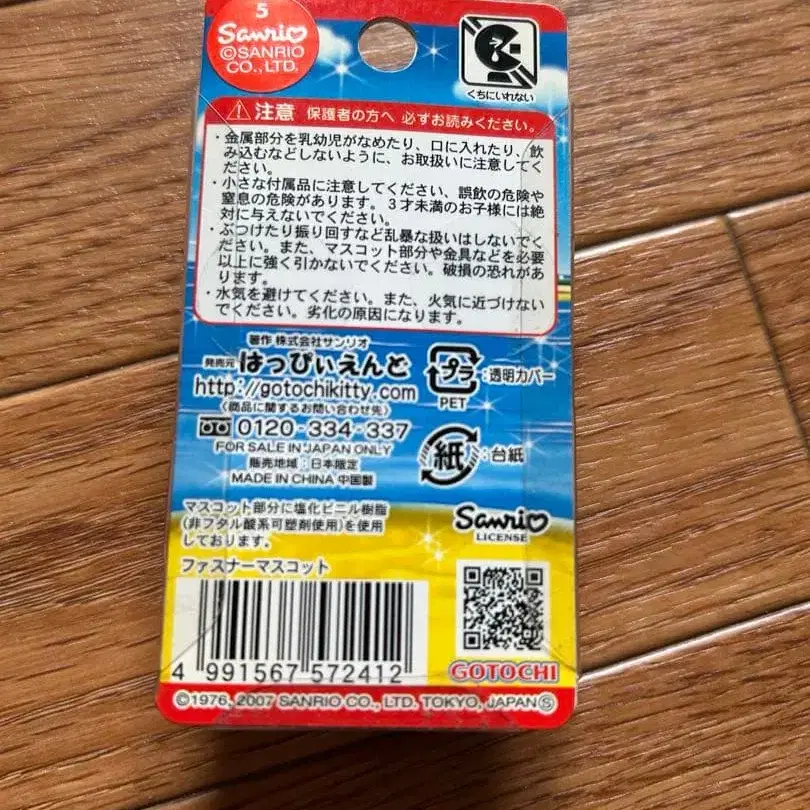 5
Sanrio
©SANRIO
CO., LTD.
くちにいれない
注意 保護者の方へ 必ずお読みください。
・金属部分を乳幼児がなめたり、口に入れたり、飲
み込むなどしないように、お取扱いに注意してく
ださい。
・小さな付属品に注意してください、誤飲の危険や
窒息の危険があります。3才未満のお子様には絶
対に与えないでください。
・ぶつけたり振り回すなど乱暴な扱いはしないでく
ださい。また、マスコット部分や金具などを必要
以上に強く引かないでください。破損の恐れがあ
ります。
・水気を避けてください。また、火気に近づけない
でください。劣化の原因になります。
著作 株式会社サンリオ
発売元 はっぴぃえんど
http://gotochikitty.com
〈商品に関するお問い合わせ先〉
0120-334-337
FOR SALE IN JAPAN ONLY
販売地域：日本限定
MADE IN CHINA 中国製
プラ :透明カバー
PET
紙 :台紙
マスコット部分に塩化ビニル樹脂
(非フタル酸系可塑剤使用)を使用
しております。
Sanrio
LICENSE
ファスナーマスコット
4 991567 572412
GOTOCHI
©1976, 2007 SANRIO CO., LTD. TOKYO, JAPAN Ⓢ